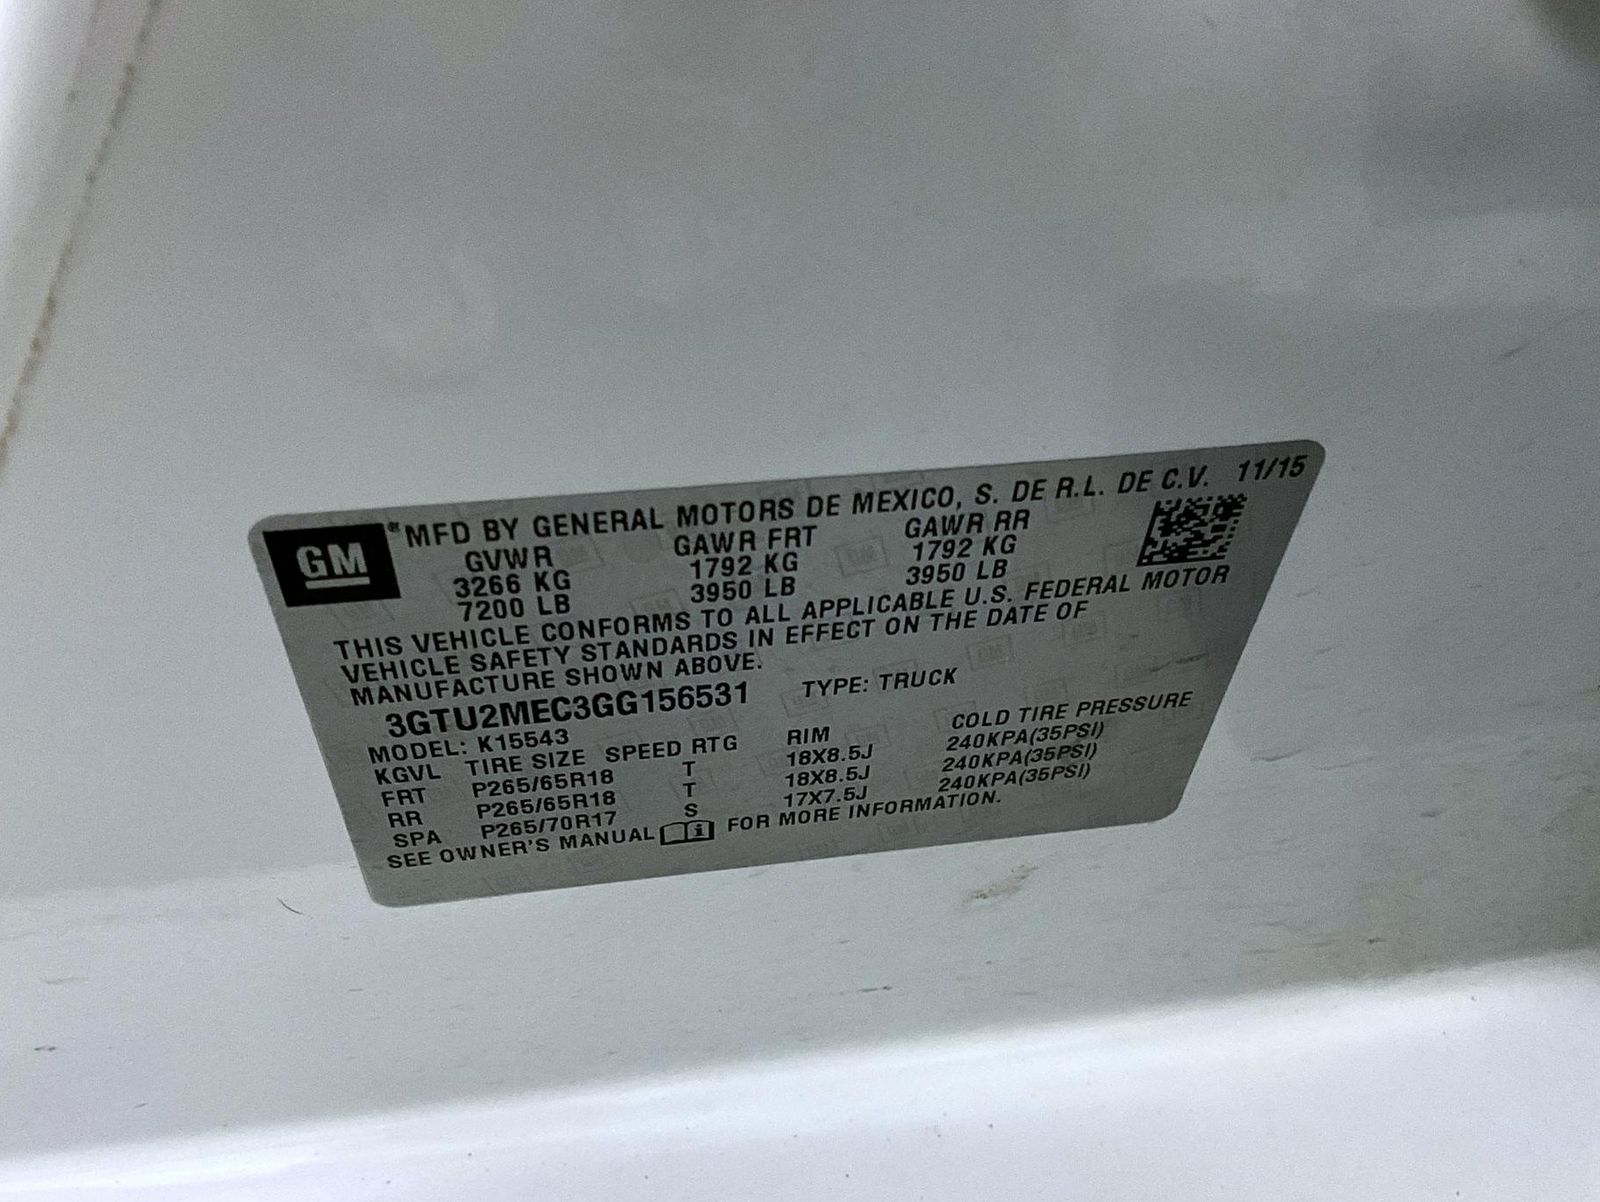 GM
®MFD BY GENERAL MOTORS DE MEXICO, S. DE R.L. DE C.V. 11/15
GVWR GAWR FRT GAWR RR
3266 KG 1792 KG 1792 KG
7200 LB 3950 LB 3950 LB
THIS VEHICLE CONFORMS TO ALL APPLICABLE U.S. FEDERAL MOTOR
VEHICLE SAFETY STANDARDS IN EFFECT ON THE DATE OF
MANUFACTURE SHOWN ABOVE.
3GTU2MEC3GG156531 TYPE: TRUCK
MODEL: K15543
KGVL TIRE SIZE SPEED RTG RIM COLD TIRE PRESSURE
FRT P265/65R18 T 18X8.5J 240KPA(35PSI)
RR P265/65R18 T 18X8.5J 240KPA(35PSI)
SPA P265/70R17 S 17X7.5J 240KPA(35PSI)
SEE OWNER'S MANUAL FOR MORE INFORMATION.